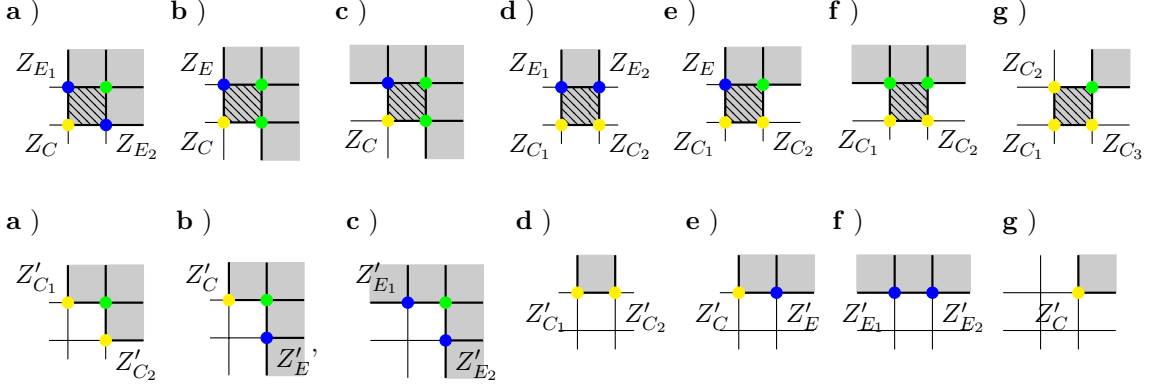 a ) b ) c ) d ) e ) f ) g )
Z_{E_1} Z_E Z_{E_1} Z_{E_2} Z_E Z_{C_2}
Z_C Z_{E_2} Z_C Z_C Z_{C_1} Z_{C_2} Z_{C_1} Z_{C_2} Z_{C_1} Z_{C_2} Z_{C_1} Z_{C_3}
a ) b ) c ) d ) e ) f ) g )
Z'_{C_1} Z'_C Z'_{E_1}
Z'_{C_1} Z'_{C_2} Z'_C Z'_E Z'_{E_1} Z'_{E_2} Z'_C
Z'_{C_2} Z'_E, Z'_{E_2}